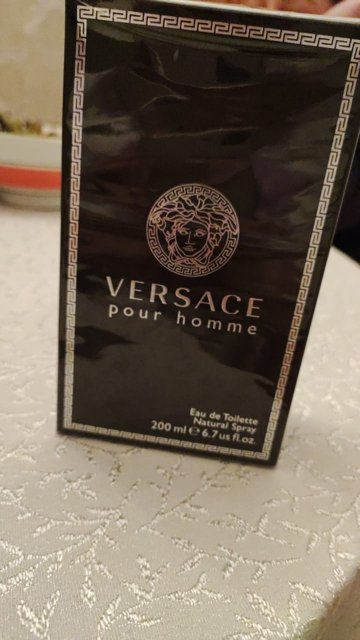 VERSACE
pour homme
Eau de Toilette
Natural Spray
200 ml ℮ 6.7 us fl.oz.